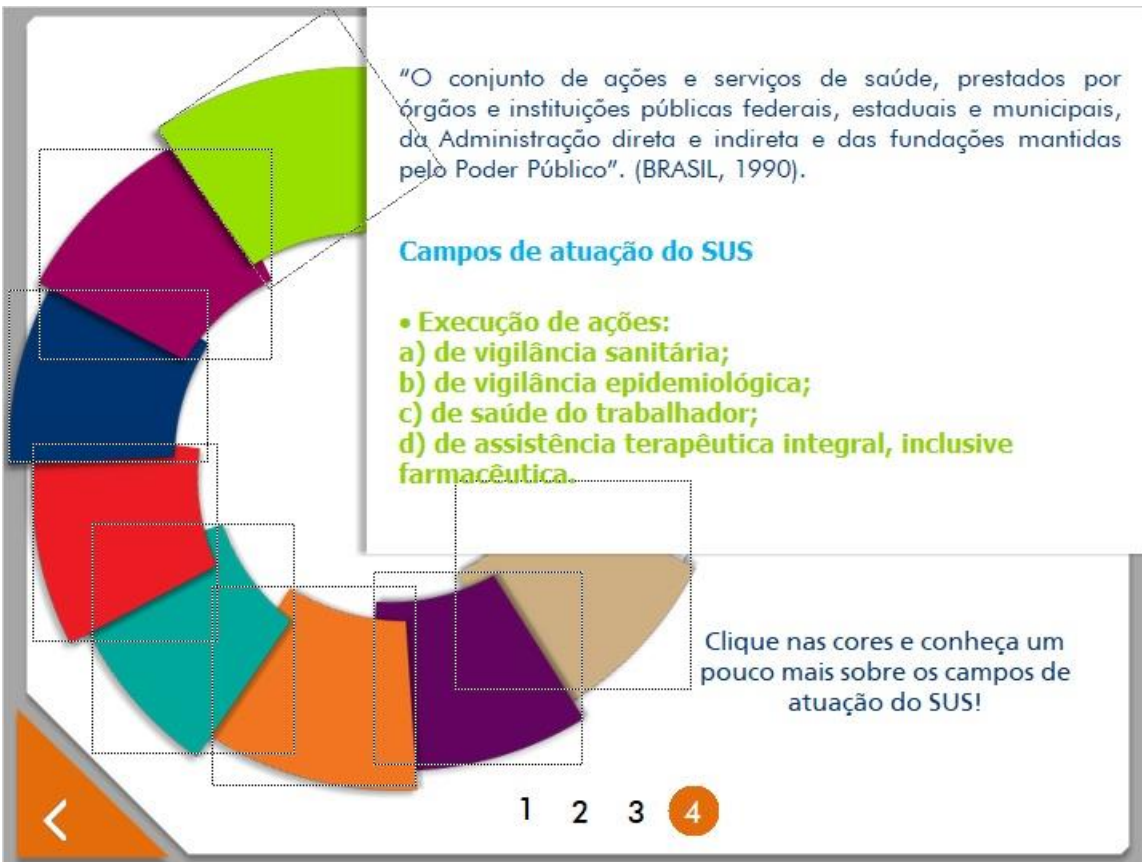 “O conjunto de ações e serviços de saúde, prestados por
órgãos e instituições públicas federais, estaduais e municipais,
da Administração direta e indireta e das fundações mantidas
pelo Poder Público”. (BRASIL, 1990).
Campos de atuação do SUS
• Execução de ações:
a) de vigilância sanitária;
b) de vigilância epidemiológica;
c) de saúde do trabalhador;
d) de assistência terapêutica integral, inclusive
farmacêutica.
Clique nas cores e conheça um
pouco mais sobre os campos de
atuação do SUS!
1 2 3 4